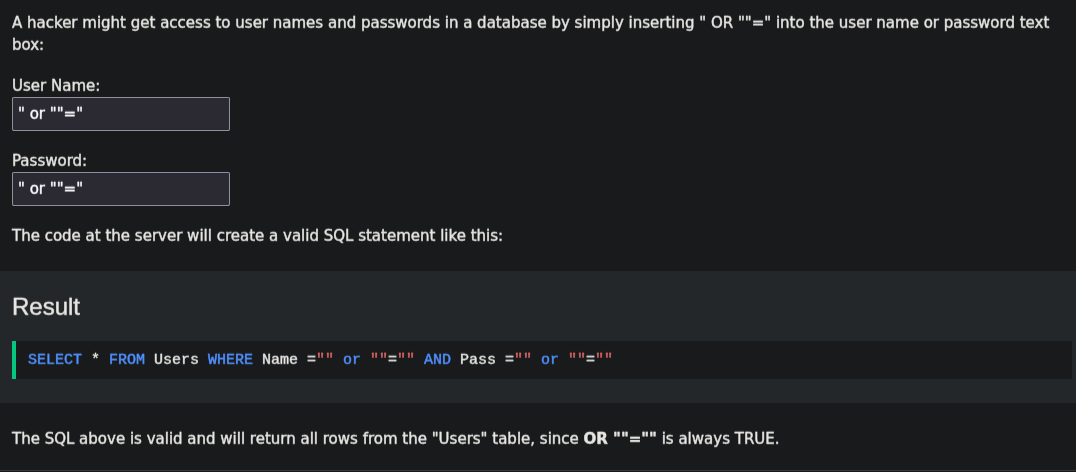 A hacker might get access to user names and passwords in a database by simply inserting " OR ""=" into the user name or password text
box:
User Name:
" or ""="
Password:
" or ""="
The code at the server will create a valid SQL statement like this:
Result
SELECT * FROM Users WHERE Name ="" or ""="" AND Pass ="" or ""=""
The SQL above is valid and will return all rows from the "Users" table, since OR ""="" is always TRUE.